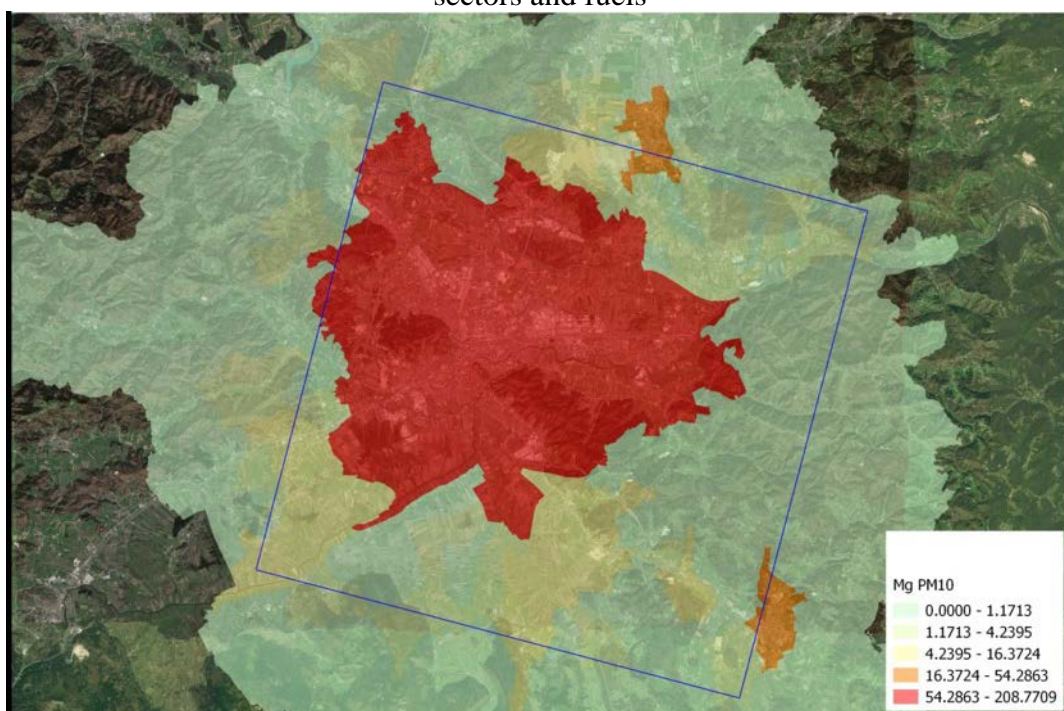 sectors and fuels
Mg PM10
0.0000 - 1.1713
1.1713 - 4.2395
4.2395 - 16.3724
16.3724 - 54.2863
54.2863 - 208.7709